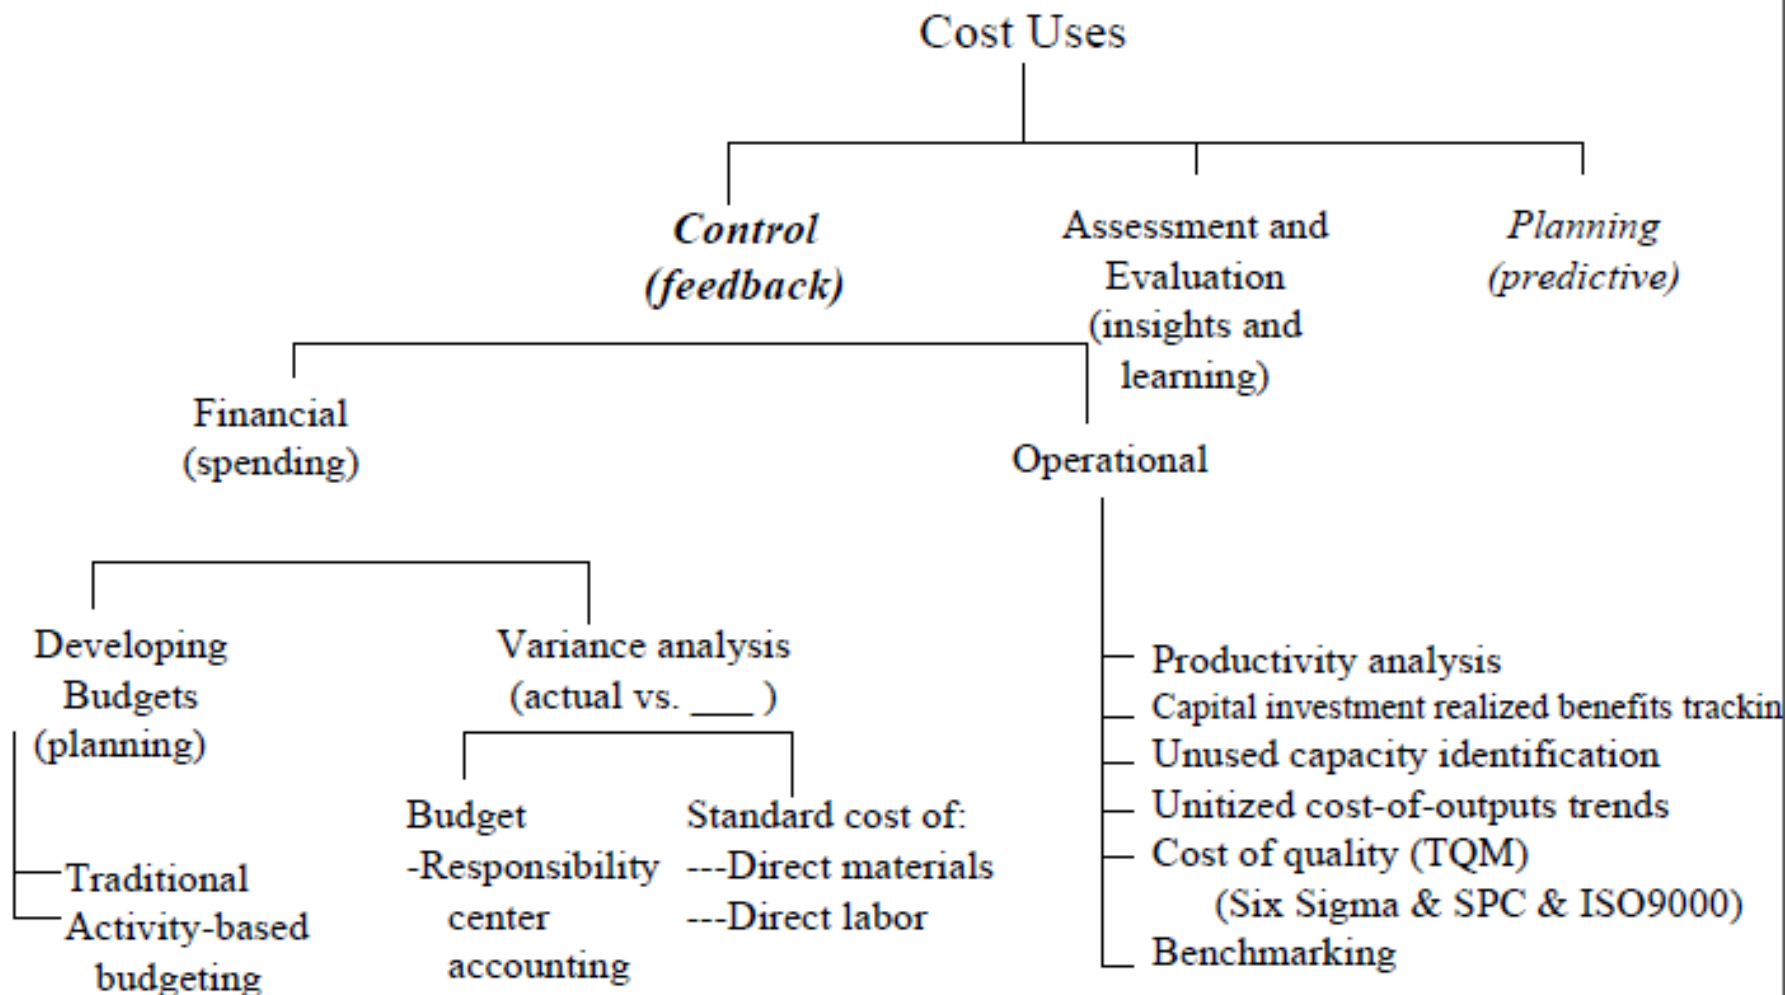 Cost Uses
Control
(feedback)
Assessment and
Evaluation
(insights and
learning)
Planning
(predictive)
Financial
(spending)
Operational
Developing
Budgets
(planning)
Traditional
Activity-based
budgeting
Variance analysis
(actual vs. ___ )
Budget
-Responsibility
center
accounting
Standard cost of:
---Direct materials
---Direct labor
Productivity analysis
Capital investment realized benefits trackin
Unused capacity identification
Unitized cost-of-outputs trends
Cost of quality (TQM)
(Six Sigma & SPC & ISO9000)
Benchmarking